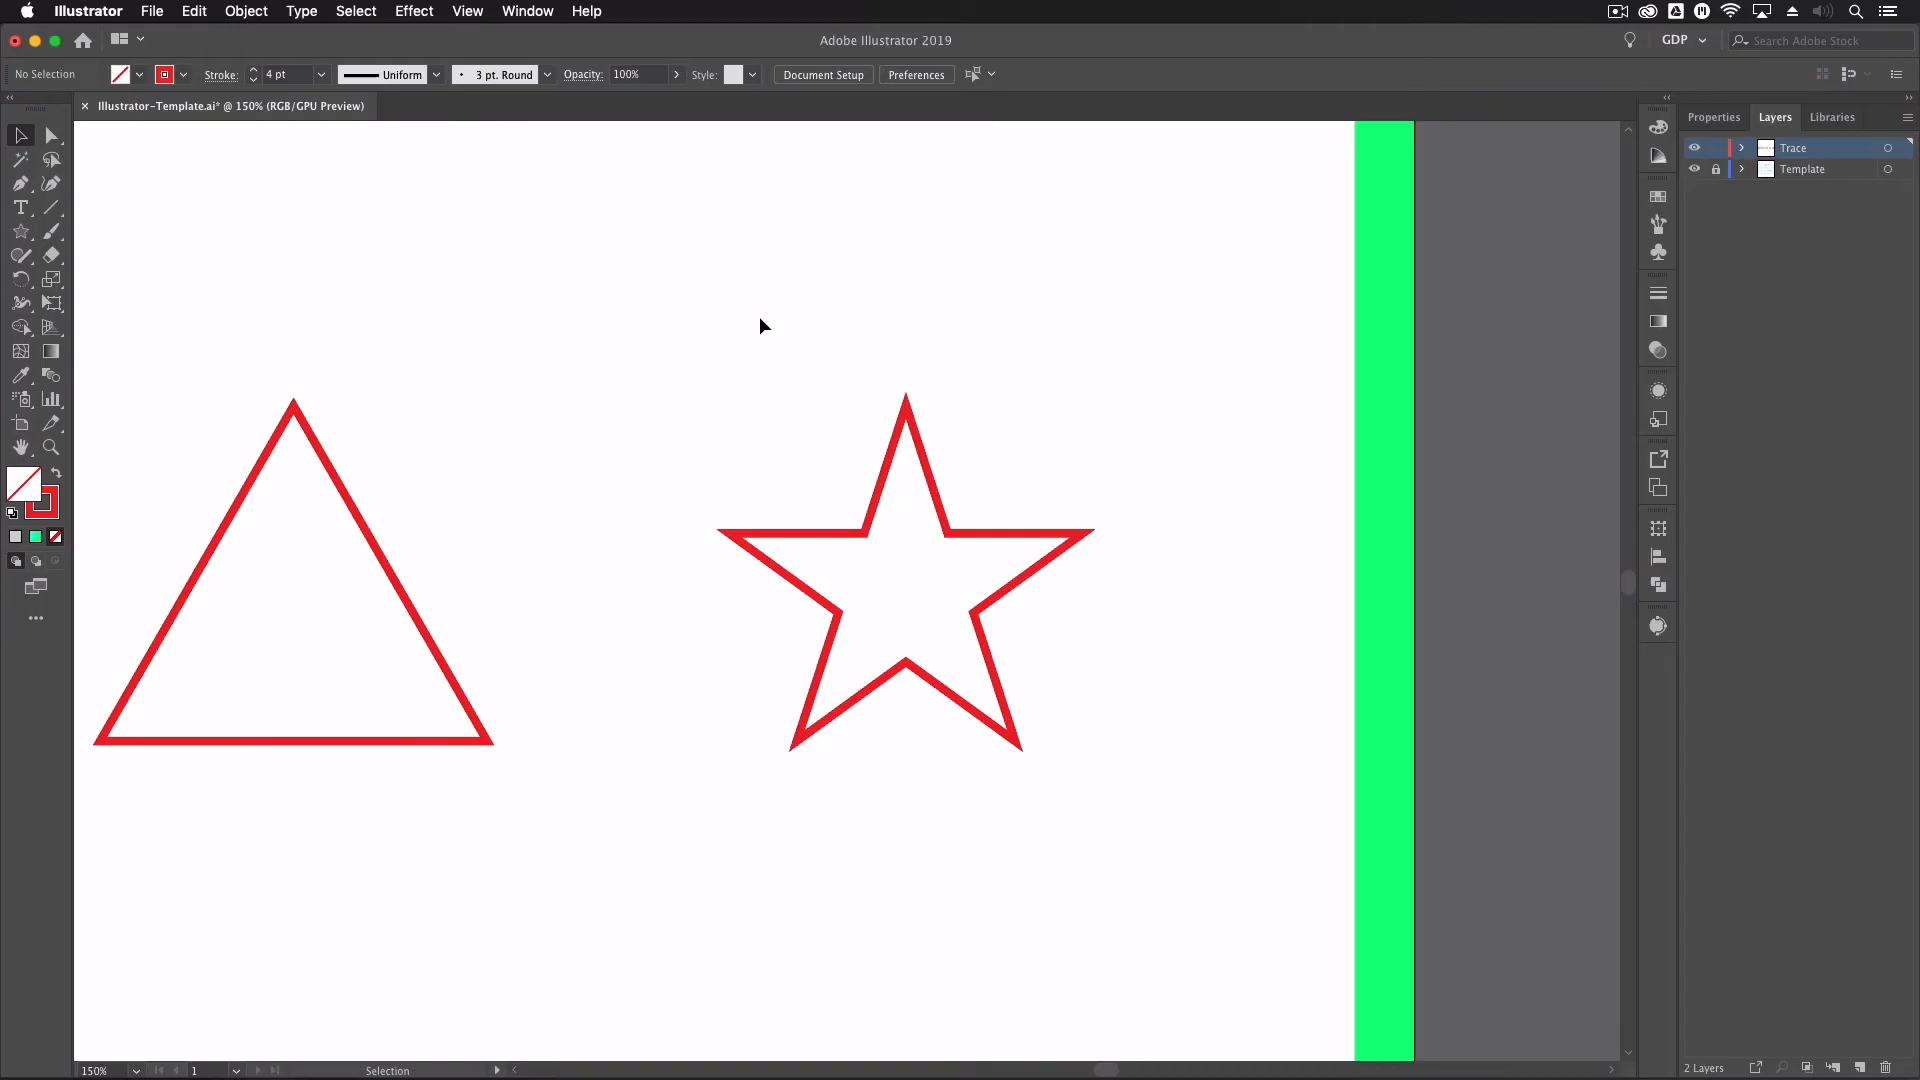 Illustrator File Edit Object Type Select Effect View Window Help
Adobe Illustrator 2019
GDP
Search Adobe Stock
No Selection Stroke: 4 pt Uniform 3 pt. Round Opacity: 100% Style: Document Setup Preferences
× Illustrator-Template.ai* @ 150% (RGB/GPU Preview)
Properties Layers Libraries
Trace
Template
150% 1 Selection
2 Layers